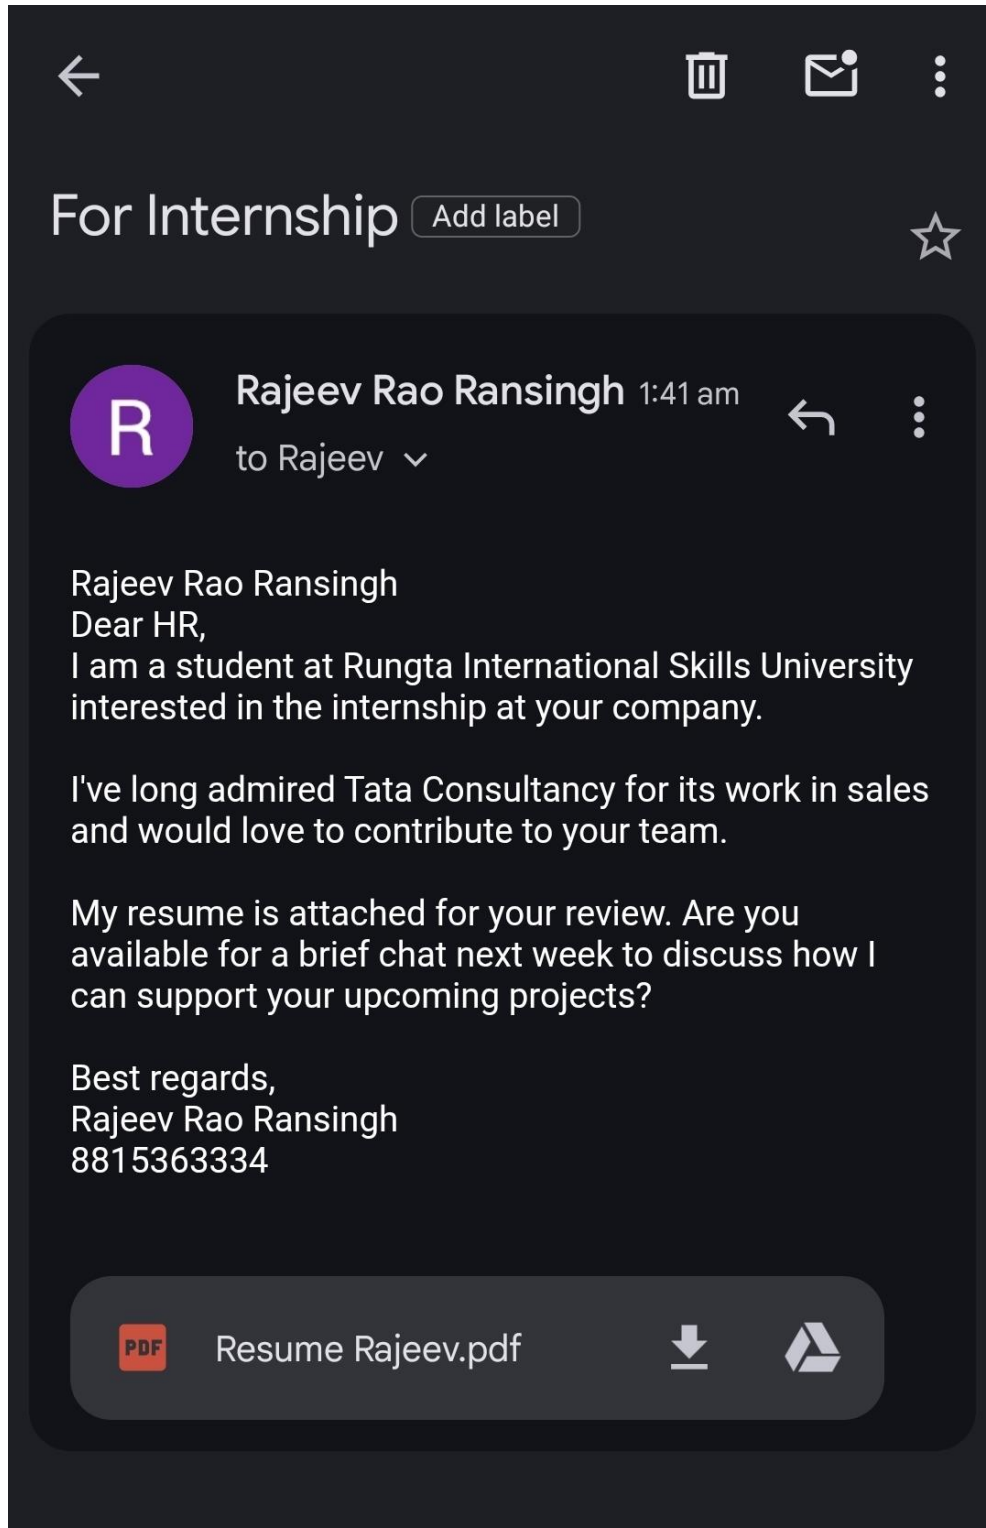 For Internship Add label
R
Rajeev Rao Ransingh 1:41 am
to Rajeev
Rajeev Rao Ransingh
Dear HR,
I am a student at Rungta International Skills University
interested in the internship at your company.
I've long admired Tata Consultancy for its work in sales
and would love to contribute to your team.
My resume is attached for your review. Are you
available for a brief chat next week to discuss how I
can support your upcoming projects?
Best regards,
Rajeev Rao Ransingh
8815363334
PDF Resume Rajeev.pdf